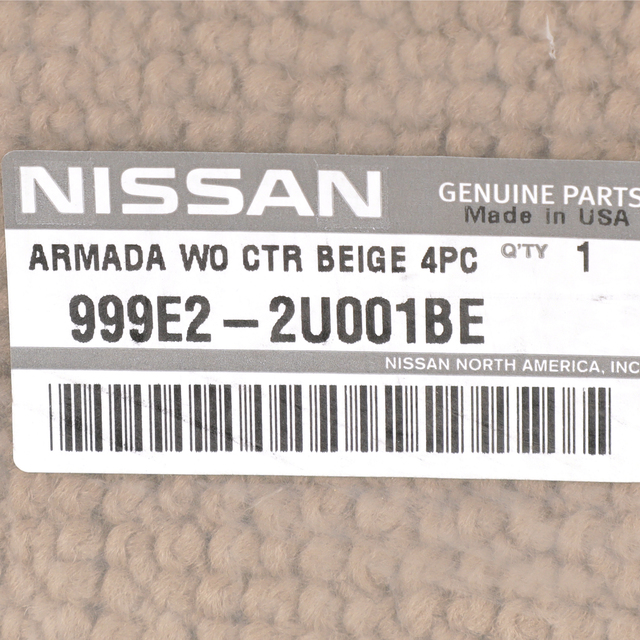 NISSAN GENUINE PARTS
Made in USA
ARMADA WO CTR BEIGE 4PC Q'TY 1
999E2-2U001BE
NISSAN NORTH AMERICA, INC